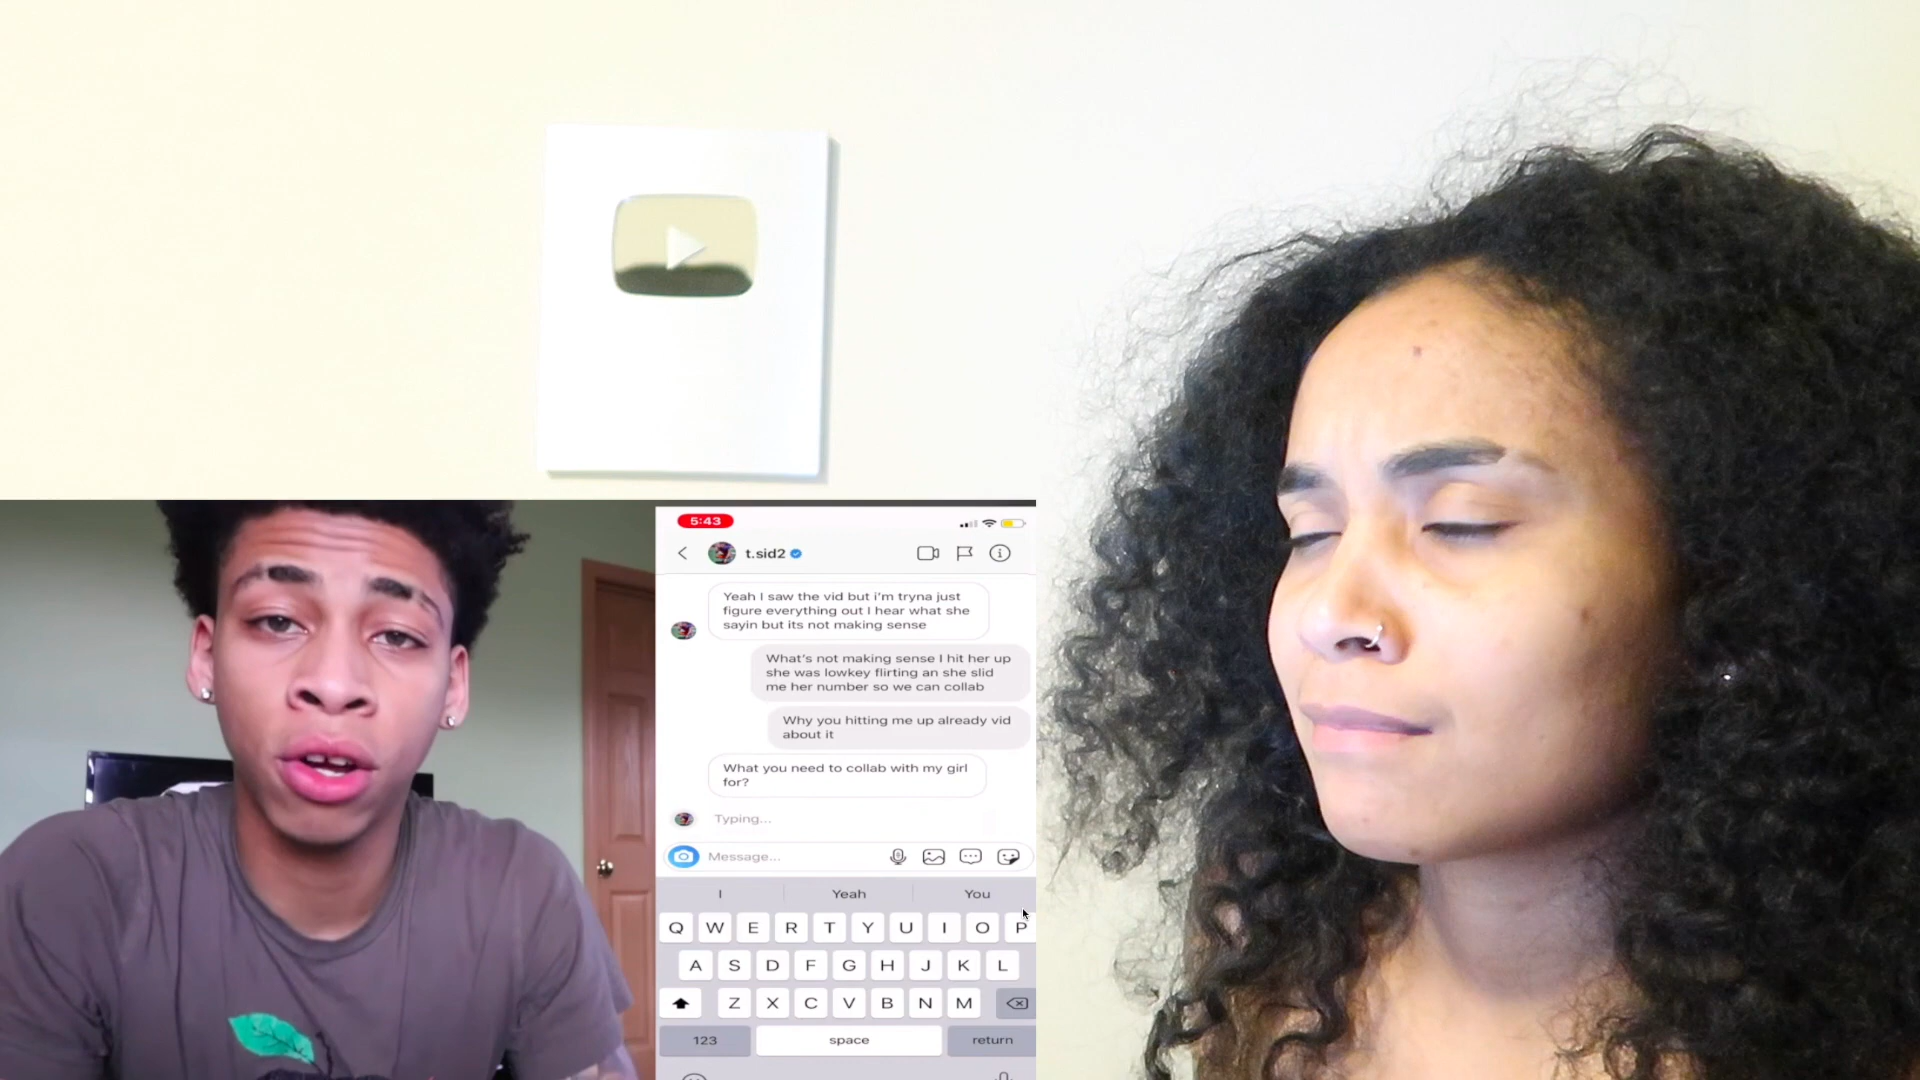 5:43
t.sid2
Yeah I saw the vid but i'm tryna just
figure everything out I hear what she
sayin but its not making sense
What's not making sense I hit her up
she was lowkey flirting an she slid
me her number so we can collab
Why you hitting me up already vid
about it
What you need to collab with my girl
for?
Typing...
Message...
I Yeah You
Q W E R T Y U I O P
A S D F G H J K L
Z X C V B N M
123 space return